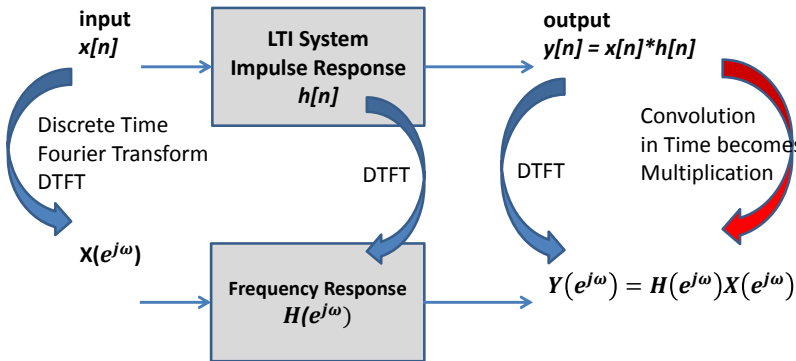 input
x[n]
LTI System
Impulse Response
h[n]
output
y[n] = x[n]*h[n]
Discrete Time
Fourier Transform
DTFT
DTFT
DTFT
Convolution
in Time becomes
Multiplication
X(e^{jω})
Frequency Response
H(e^{jω})
Y(e^{jω}) = H(e^{jω})X(e^{jω})